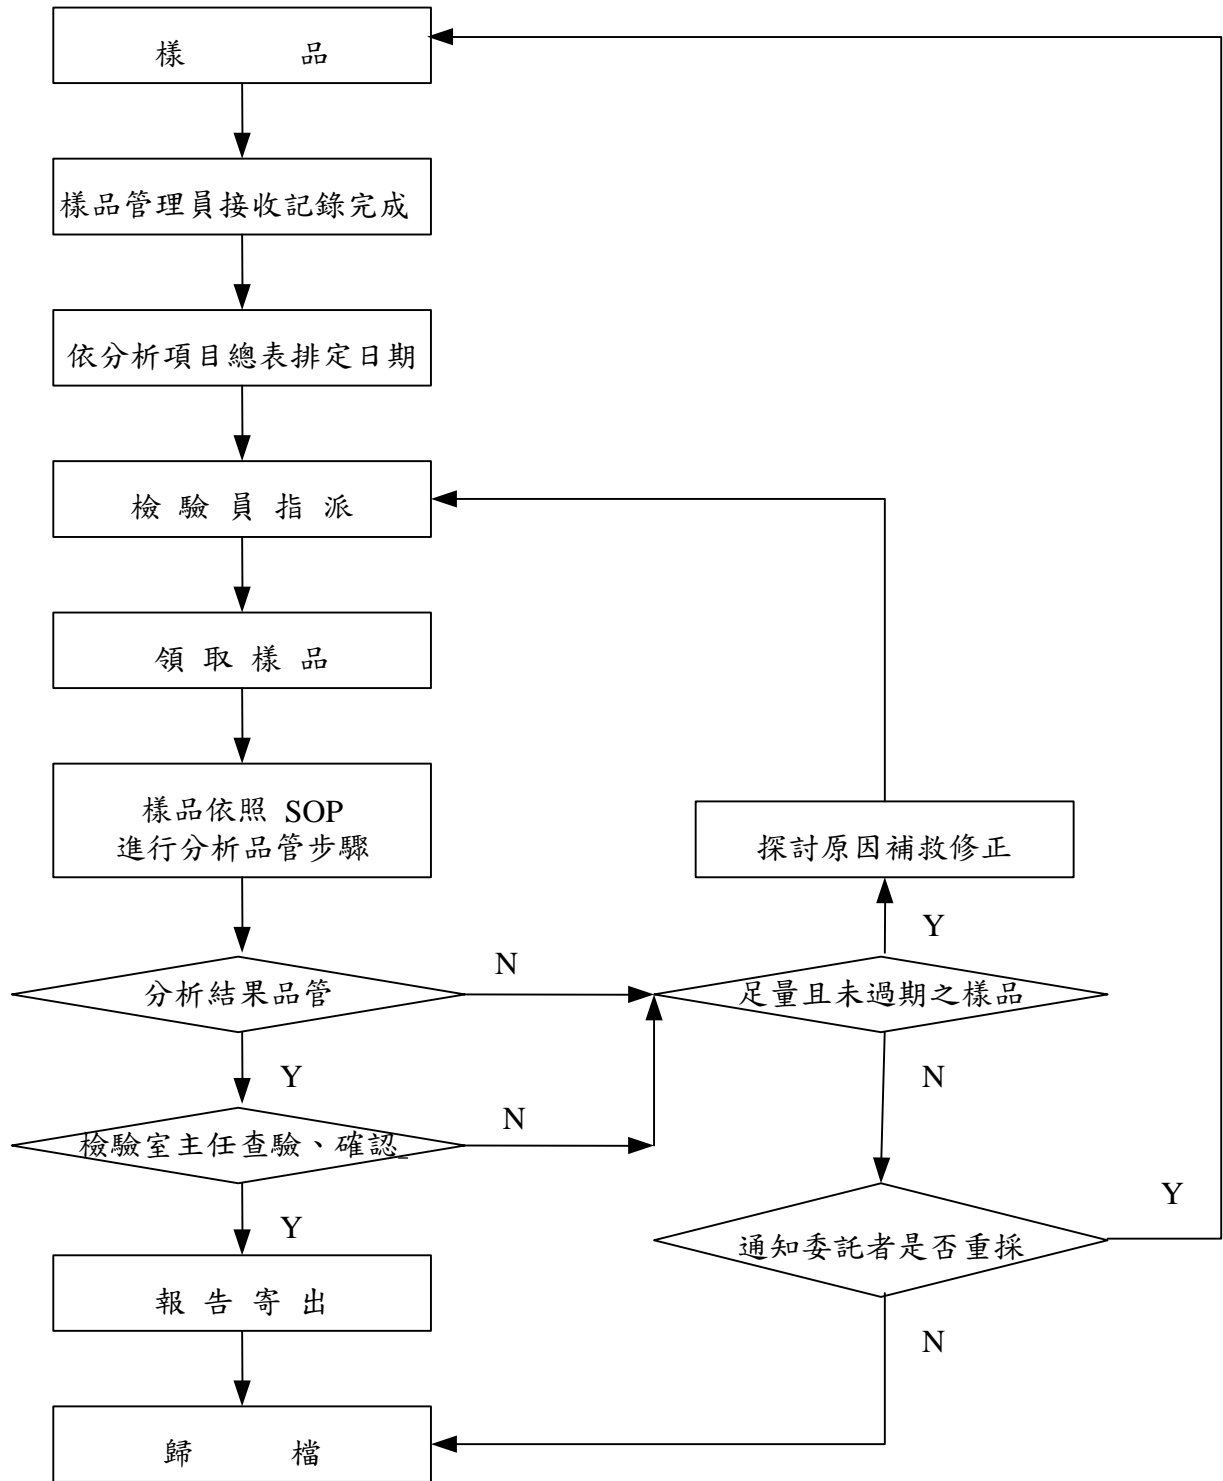 樣 品
樣品管理員接收記錄完成
依分析項目總表排定日期
檢 驗 員 指 派
領 取 樣 品
樣品依照 SOP
進行分析品管步驟
探討原因補救修正
Y
分析結果品管
N
足量且未過期之樣品
Y
N
檢驗室主任查驗、確認_
N
Y
通知委託者是否重採
Y
報 告 寄 出
N
歸 檔